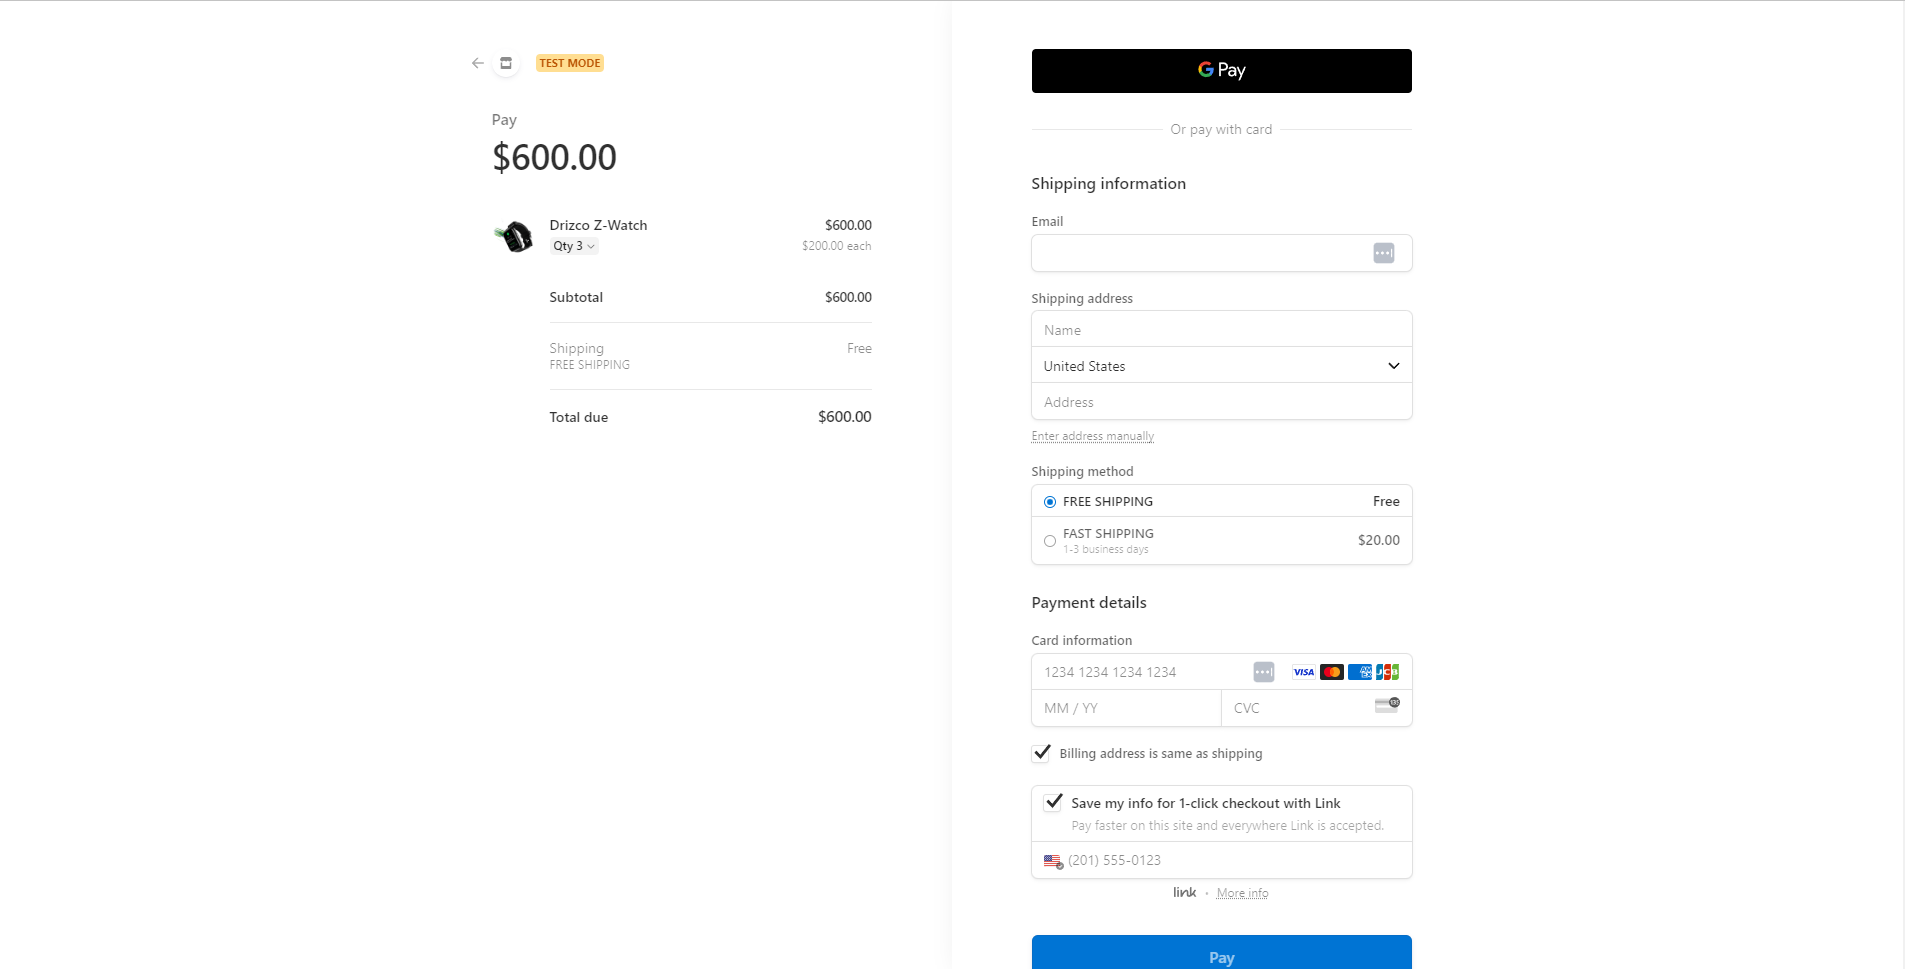 TEST MODE
Pay
$600.00
Drizco Z-Watch $600.00
Qty 3 $200.00 each
Subtotal $600.00
Shipping Free
FREE SHIPPING
Total due $600.00
G Pay
Or pay with card
Shipping information
Email
Shipping address
Name
United States
Address
Enter address manually
Shipping method
FREE SHIPPING Free
FAST SHIPPING $20.00
1-3 business days
Payment details
Card information
1234 1234 1234 1234 VISA AMEX JCB
MM / YY CVC 135
Billing address is same as shipping
Save my info for 1-click checkout with Link
Pay faster on this site and everywhere Link is accepted.
(201) 555-0123
link · More info
Pay